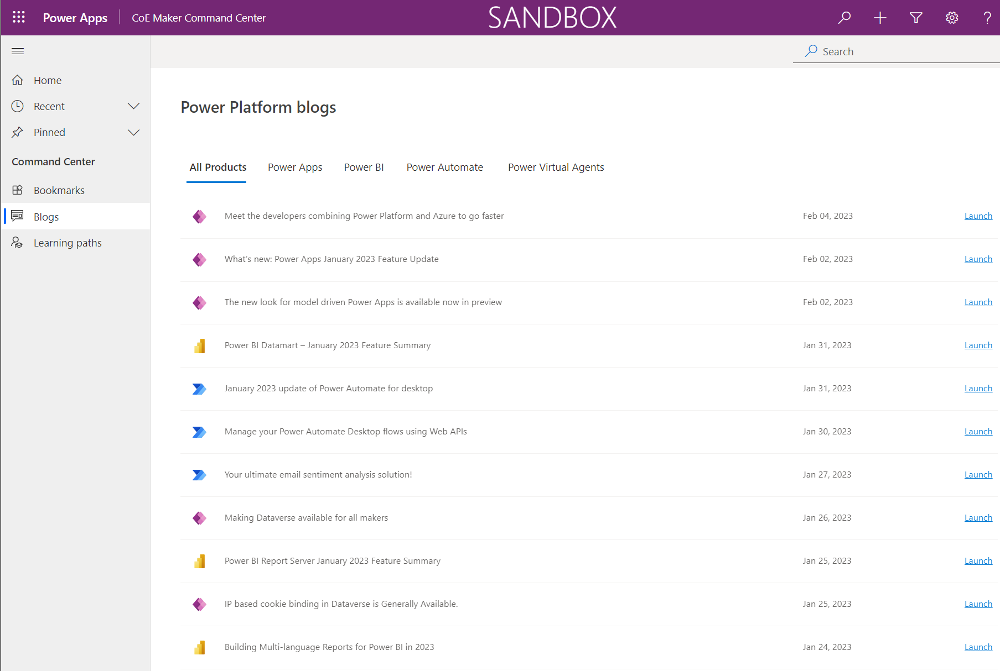 Power Apps CoE Maker Command Center SANDBOX ?
Search
Home
Recent
Pinned
Command Center
Bookmarks
Blogs
Learning paths
Power Platform blogs
All Products Power Apps Power BI Power Automate Power Virtual Agents
Meet the developers combining Power Platform and Azure to go faster Feb 04, 2023 Launch
What's new: Power Apps January 2023 Feature Update Feb 02, 2023 Launch
The new look for model driven Power Apps is available now in preview Feb 02, 2023 Launch
Power BI Datamart – January 2023 Feature Summary Jan 31, 2023 Launch
January 2023 update of Power Automate for desktop Jan 31, 2023 Launch
Manage your Power Automate Desktop flows using Web APIs Jan 30, 2023 Launch
Your ultimate email sentiment analysis solution! Jan 27, 2023 Launch
Making Dataverse available for all makers Jan 26, 2023 Launch
Power BI Report Server January 2023 Feature Summary Jan 25, 2023 Launch
IP based cookie binding in Dataverse is Generally Available. Jan 25, 2023 Launch
Building Multi-language Reports for Power BI in 2023 Jan 24, 2023 Launch